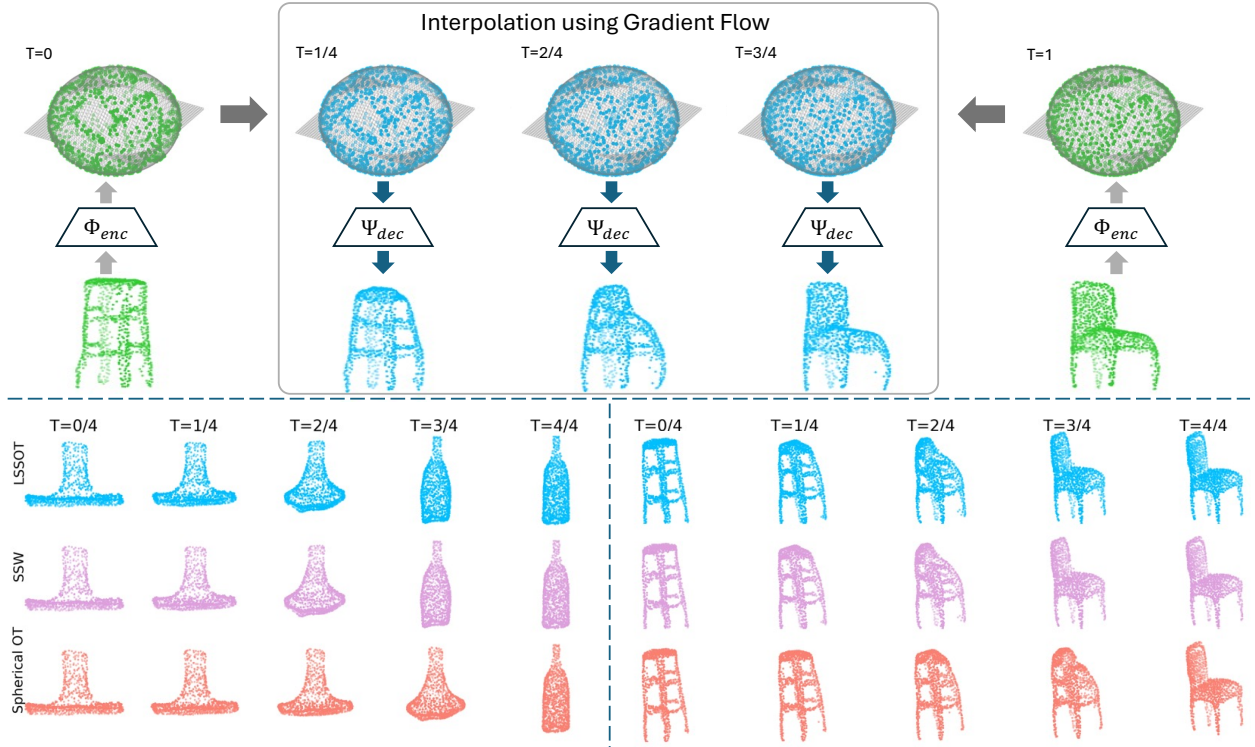 Interpolation using Gradient Flow
T=0
T=1/4
T=2/4
T=3/4
T=1
Φenc
Ψdec
Ψdec
Ψdec
Φenc
T=0/4
T=1/4
T=2/4
T=3/4
T=4/4
T=0/4
T=1/4
T=2/4
T=3/4
T=4/4
LSSOT
SSW
Spherical OT